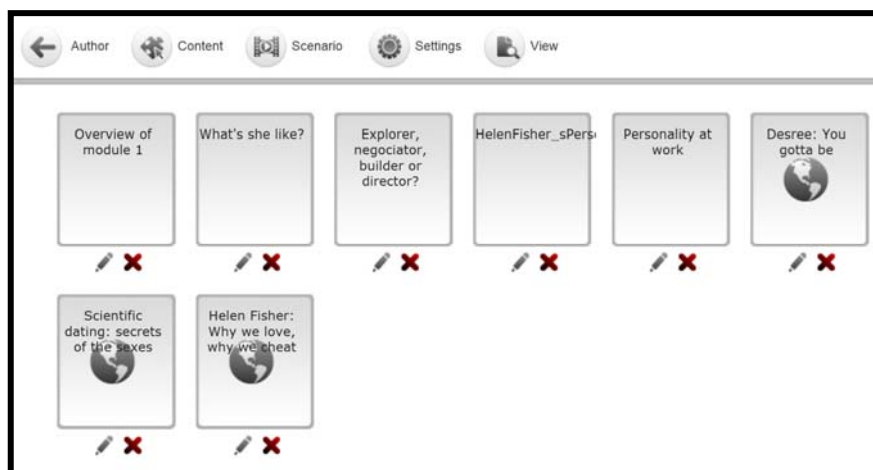 Author Content Scenario Settings View
Overview of
module 1
What's she like?
Explorer,
negociator,
builder or
director?
HelenFisher_sPers
Personality at
work
Desree: You
gotta be
Scientific
dating: secrets
of the sexes
Helen Fisher:
Why we love,
why we cheat